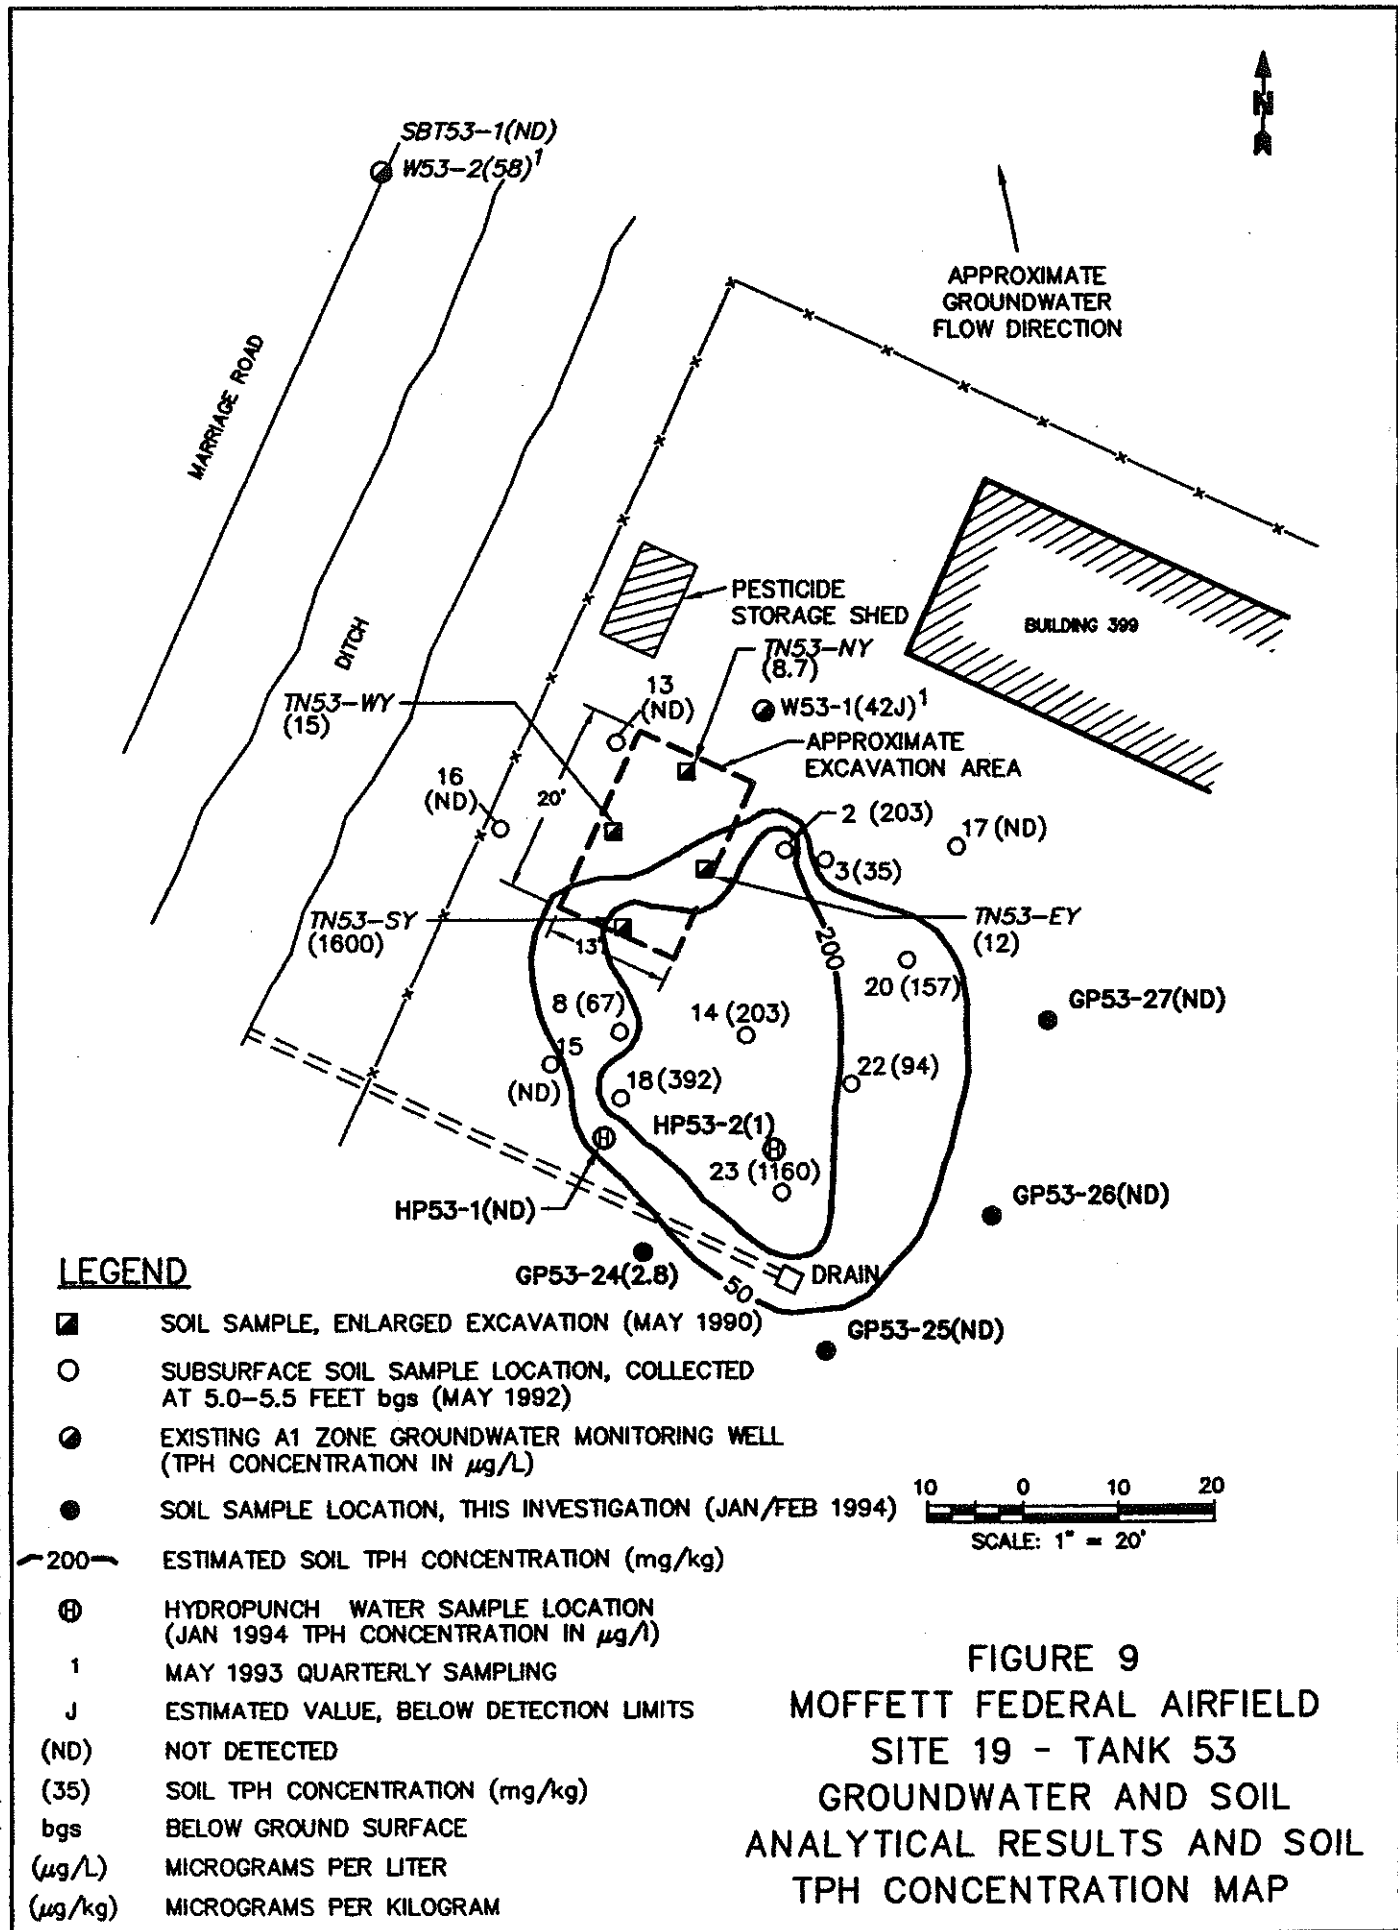 N
SBT53-1(ND)
W53-2(58)1
APPROXIMATE
GROUNDWATER
FLOW DIRECTION
MARRIAGE ROAD
DITCH
PESTICIDE
STORAGE SHED
BUILDING 399
TN53-NY
(8.7)
13
(ND)
W53-1(42J)1
TN53-WY
(15)
APPROXIMATE
EXCAVATION AREA
16
(ND)
20'
2 (203)
17 (ND)
3(35)
TN53-SY
(1600)
13'
TN53-EY
(12)
200
20 (157)
GP53-27(ND)
8 (67)
14 (203)
15
(ND)
22 (94)
18 (392)
HP53-2(1)
H
H
23 (1160)
HP53-1(ND)
GP53-26(ND)
GP53-24(2.8)
DRAIN
50
GP53-25(ND)
LEGEND
SOIL SAMPLE, ENLARGED EXCAVATION (MAY 1990)
SUBSURFACE SOIL SAMPLE LOCATION, COLLECTED
AT 5.0-5.5 FEET bgs (MAY 1992)
EXISTING A1 ZONE GROUNDWATER MONITORING WELL
(TPH CONCENTRATION IN µg/L)
SOIL SAMPLE LOCATION, THIS INVESTIGATION (JAN/FEB 1994)
200 ESTIMATED SOIL TPH CONCENTRATION (mg/kg)
H HYDROPUNCH WATER SAMPLE LOCATION
(JAN 1994 TPH CONCENTRATION IN µg/l)
1 MAY 1993 QUARTERLY SAMPLING
J ESTIMATED VALUE, BELOW DETECTION LIMITS
(ND) NOT DETECTED
(35) SOIL TPH CONCENTRATION (mg/kg)
bgs BELOW GROUND SURFACE
(µg/L) MICROGRAMS PER LITER
(µg/kg) MICROGRAMS PER KILOGRAM
10 0 10 20
SCALE: 1" = 20'
FIGURE 9
MOFFETT FEDERAL AIRFIELD
SITE 19 - TANK 53
GROUNDWATER AND SOIL
ANALYTICAL RESULTS AND SOIL
TPH CONCENTRATION MAP